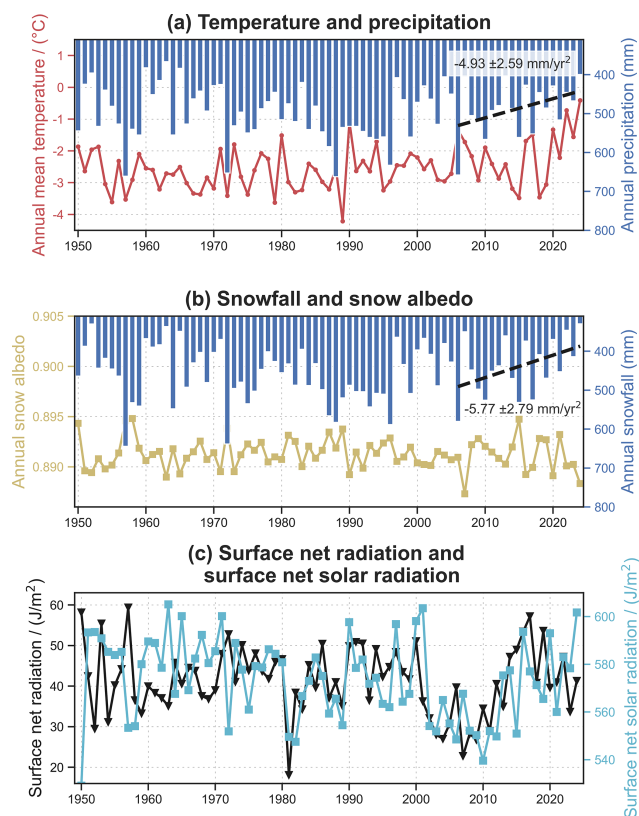 (a) Temperature and precipitation
Annual mean temperature / (°C)
1
0
-1
-2
-3
-4
-4.93 ±2.59 mm/yr²
400
500
600
700
800
Annual precipitation (mm)
1950 1960 1970 1980 1990 2000 2010 2020
(b) Snowfall and snow albedo
Annual snow albedo
0.905
0.900
0.895
0.890
-5.77 ±2.79 mm/yr²
400
500
600
700
800
Annual snowfall (mm)
1950 1960 1970 1980 1990 2000 2010 2020
(c) Surface net radiation and
surface net solar radiation
Surface net radiation / (J/m²)
60
50
40
30
20
600
580
560
540
Surface net solar radiation / (J/m²)
1950 1960 1970 1980 1990 2000 2010 2020